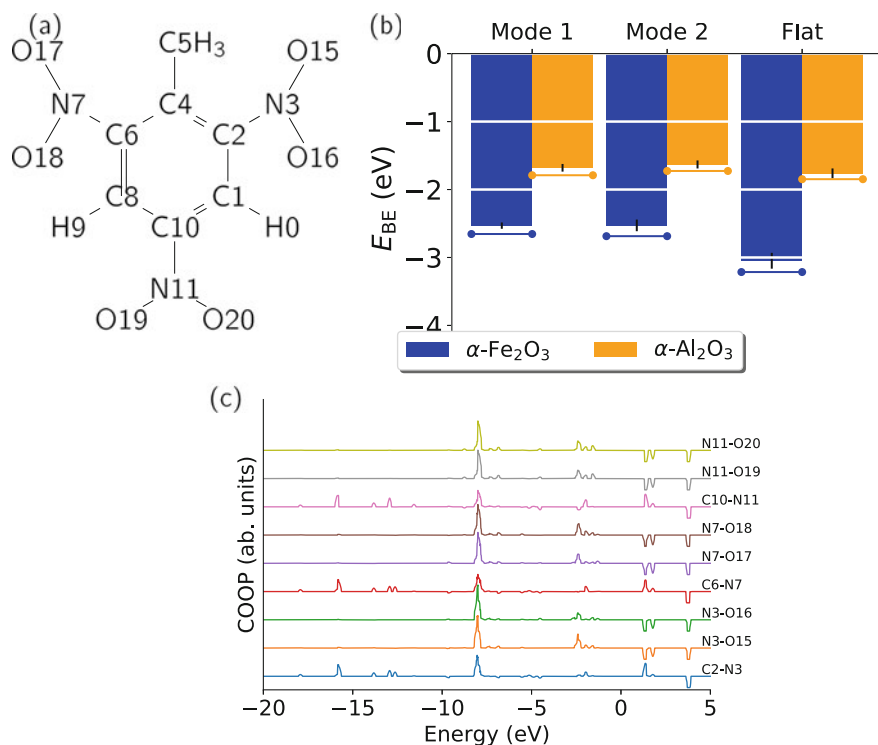 (a)
O17
C5H₃
O15
N7
C4
N3
C6
C2
O18
O16
C8
C1
H9
C10
H0
N11
O19
O20
(b)
Mode 1 Mode 2 Flat
0
−1
−2
−3
−4
E_BE (eV)
α-Fe₂O₃ α-Al₂O₃
(c)
COOP (ab. units)
N11-O20
N11-O19
C10-N11
N7-O18
N7-O17
C6-N7
N3-O16
N3-O15
C2-N3
−20 −15 −10 −5 0 5
Energy (eV)